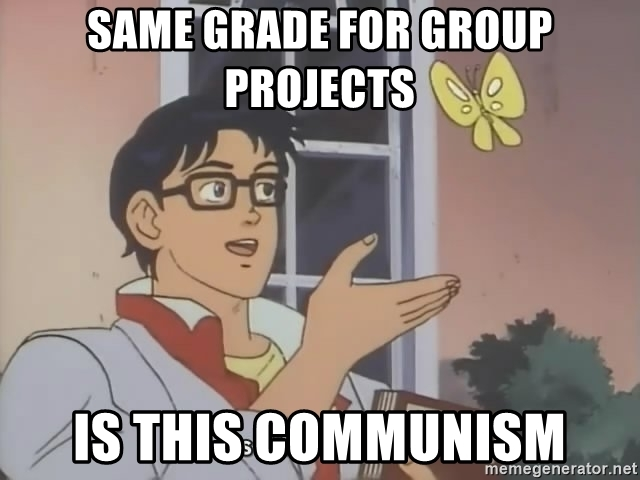 SAME GRADE FOR GROUP
PROJECTS
IS THIS COMMUNISM
memegenerator.net